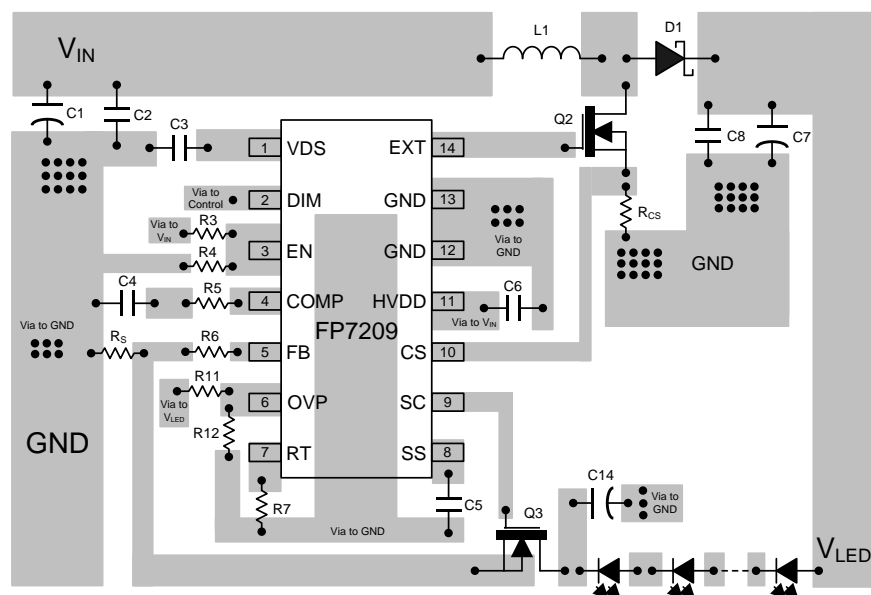 L1
D1
VIN
C1
C2
C3
Q2
C8
C7
1 VDS
EXT 14
Via to
Control
2 DIM
GND 13
RCS
Via to
VIN
R3
R4
3 EN
GND 12
Via to
GND
GND
C4
R5
4 COMP
HVDD 11
Via to VIN
C6
FP7209
Via to GND
RS
R6
5 FB
CS 10
R11
Via to
VLED
6 OVP
SC 9
R12
GND
7 RT
SS 8
R7
C5
Via to GND
Q3
C14
Via to
GND
VLED